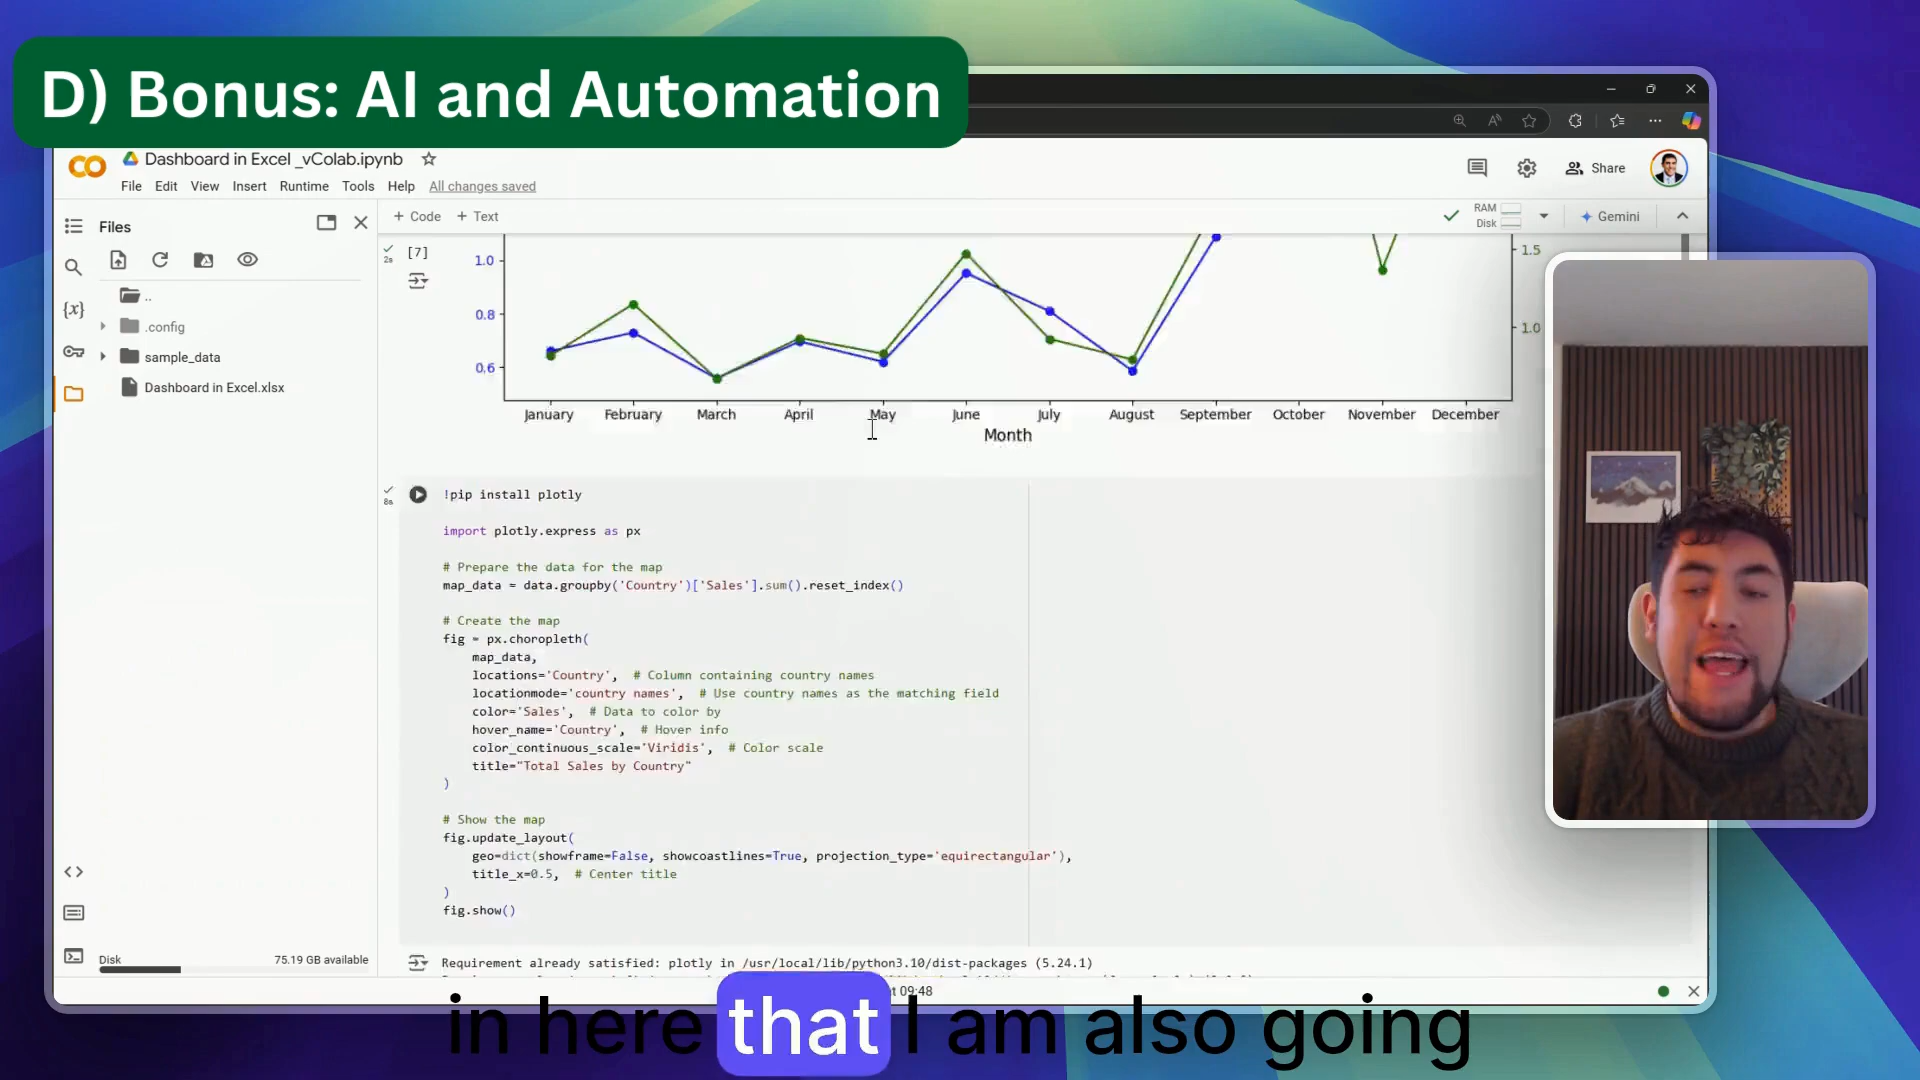 D) Bonus: AI and Automation
Dashboard in Excel _vColab.ipynb
File Edit View Insert Runtime Tools Help All changes saved
Share
Files
+ Code + Text
RAM
Disk
Gemini
..
.config
sample_data
Dashboard in Excel.xlsx
2s
[7]
1.0
0.8
0.6
1.5
1.0
January February March April May June July August September October November December
Month
8s
!pip install plotly
import plotly.express as px
# Prepare the data for the map
map_data = data.groupby('Country')['Sales'].sum().reset_index()
# Create the map
fig = px.choropleth(
map_data,
locations='Country', # Column containing country names
locationmode='country names', # Use country names as the matching field
color='Sales', # Data to color by
hover_name='Country', # Hover info
color_continuous_scale='Viridis', # Color scale
title="Total Sales by Country"
)
# Show the map
fig.update_layout(
geo=dict(showframe=False, showcoastlines=True, projection_type='equirectangular'),
title_x=0.5, # Center title
)
fig.show()
Disk
75.19 GB available
Requirement already satisfied: plotly in /usr/local/lib/python3.10/dist-packages (5.24.1)
09:48
in here that I am also going